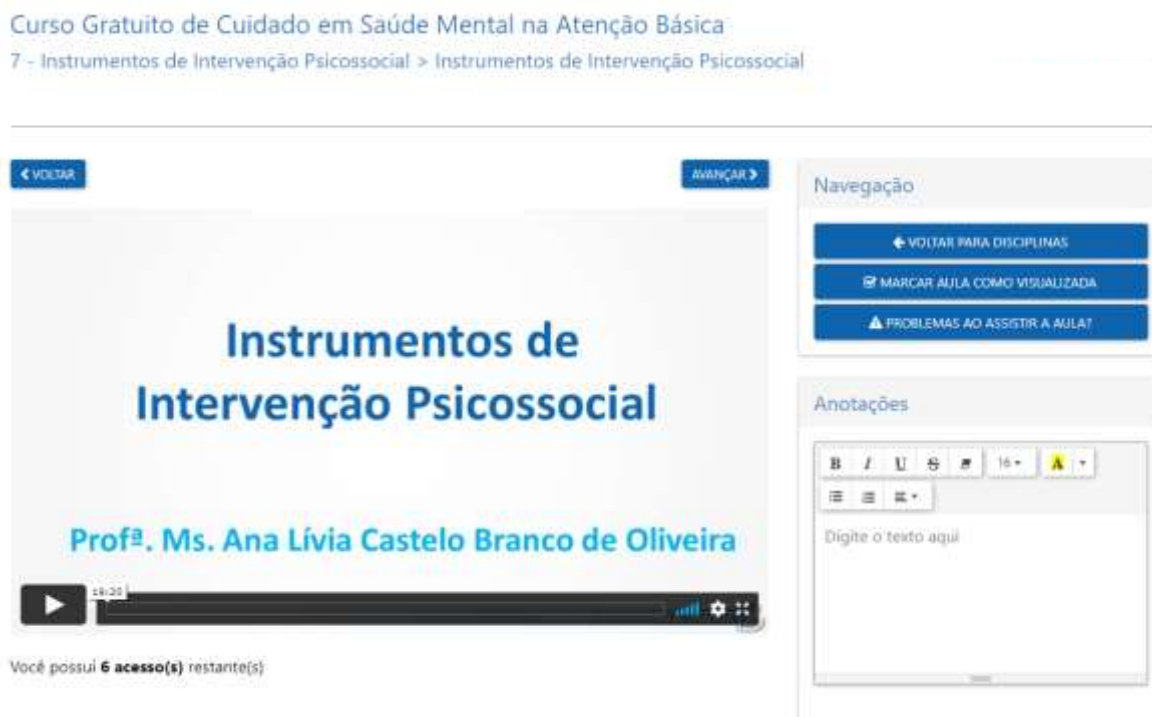 Curso Gratuito de Cuidado em Saúde Mental na Atenção Básica
7 - Instrumentos de Intervenção Psicossocial > Instrumentos de Intervenção Psicossocial
VOLTAR
AVANÇAR
Instrumentos de
Intervenção Psicossocial
Profª. Ms. Ana Lívia Castelo Branco de Oliveira
Você possui 6 acesso(s) restante(s)
Navegação
VOLTAR PARA DISCIPLINAS
MARCAR AULA COMO VISUALIZADA
PROBLEMAS AO ASSISTIR A AULA?
Anotações
B I U S 16 A
Digite o texto aqui